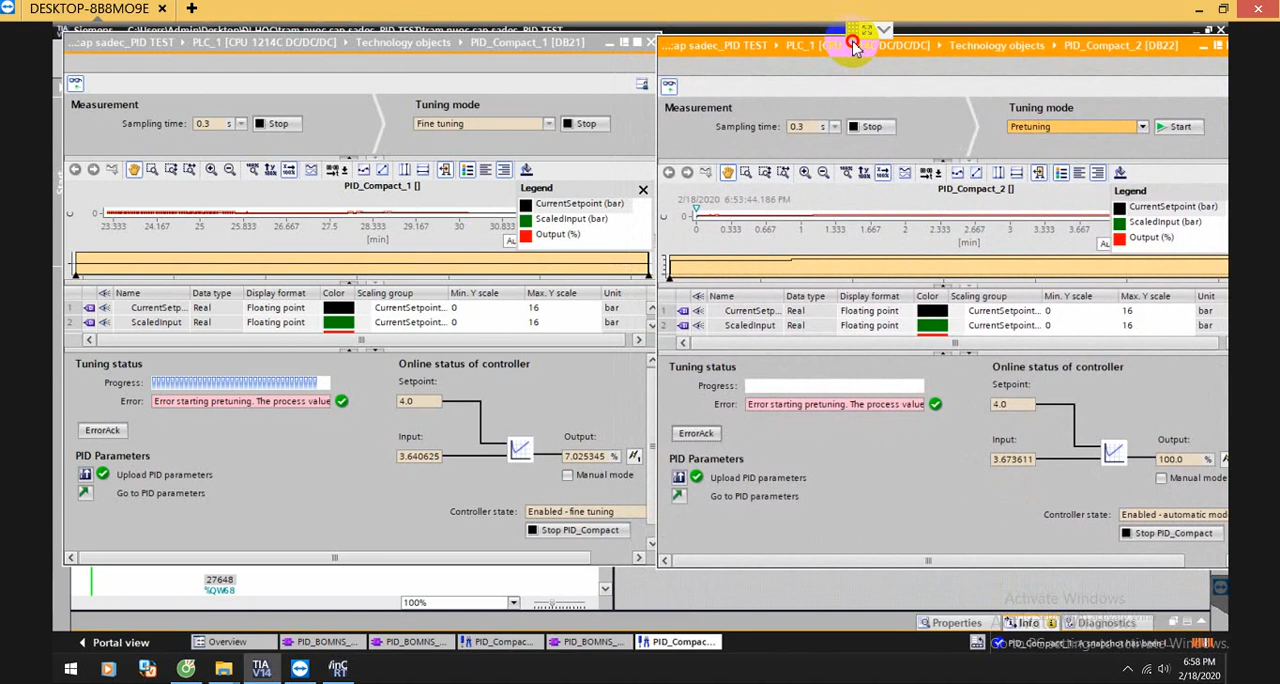 DESKTOP-8B8MO9E
...cap sadec_PID TEST › PLC_1 [CPU 1214C DC/DC/DC] › Technology objects › PID_Compact_1 [DB21]
Measurement
Tuning mode
Sampling time: 0.3 s
Stop
Fine tuning
Stop
PID_Compact_1 []
Legend
CurrentSetpoint (bar)
ScaledInput (bar)
Output (%)
0
23.333 24.167 25 25.833 26.667 27.5 28.333 29.167 30 30.833
[min]
Name Data type Display format Color Scaling group Min. Y scale Max. Y scale Unit
1 CurrentSetp... Real Floating point CurrentSetpoint... 0 16 bar
2 ScaledInput Real Floating point CurrentSetpoint... 0 16 bar
Tuning status
Progress:
Error: Error starting pretuning. The process value
ErrorAck
PID Parameters
Upload PID parameters
Go to PID parameters
Online status of controller
Setpoint:
4.0
Input:
3.640625
Output:
7.025345 %
Manual mode
Controller state: Enabled - fine tuning
Stop PID_Compact
...cap sadec_PID TEST › PLC_1 DC/DC/DC] › Technology objects › PID_Compact_2 [DB22]
Measurement
Tuning mode
Sampling time: 0.3 s
Stop
Pretuning
Start
PID_Compact_2 []
2/18/2020 6:53:44.186 PM
Legend
CurrentSetpoint (bar)
ScaledInput (bar)
Output (%)
0
0 0.333 0.667 1 1.333 1.667 2 2.333 2.667 3 3.333 3.667 4
[min]
Name Data type Display format Color Scaling group Min. Y scale Max. Y scale Unit
1 CurrentSetp... Real Floating point CurrentSetpoint... 0 16 bar
2 ScaledInput Real Floating point CurrentSetpoint... 0 16 bar
Tuning status
Progress:
Error: Error starting pretuning. The process value
ErrorAck
PID Parameters
Upload PID parameters
Go to PID parameters
Online status of controller
Setpoint:
4.0
Input:
3.673611
Output:
100.0 %
Manual mode
Controller state: Enabled - automatic mod
Stop PID_Compact
27648
%QW68
100%
Activate Windows
Properties Info Diagnostics
Portal view Overview PID_BOMNS_... PID_BOMNS_... PID_Compac... PID_BOMNS_... PID_Compac...
TIA V14
6:58 PM
2/18/2020